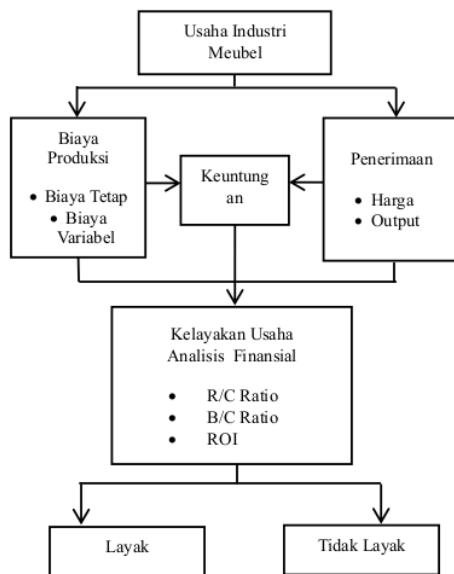 Usaha Industri
Meubel
Biaya
Produksi
• Biaya Tetap
• Biaya
Variabel
Keuntung
an
Penerimaan
• Harga
• Output
Kelayakan Usaha
Analisis Finansial
• R/C Ratio
• B/C Ratio
• ROI
Layak
Tidak Layak